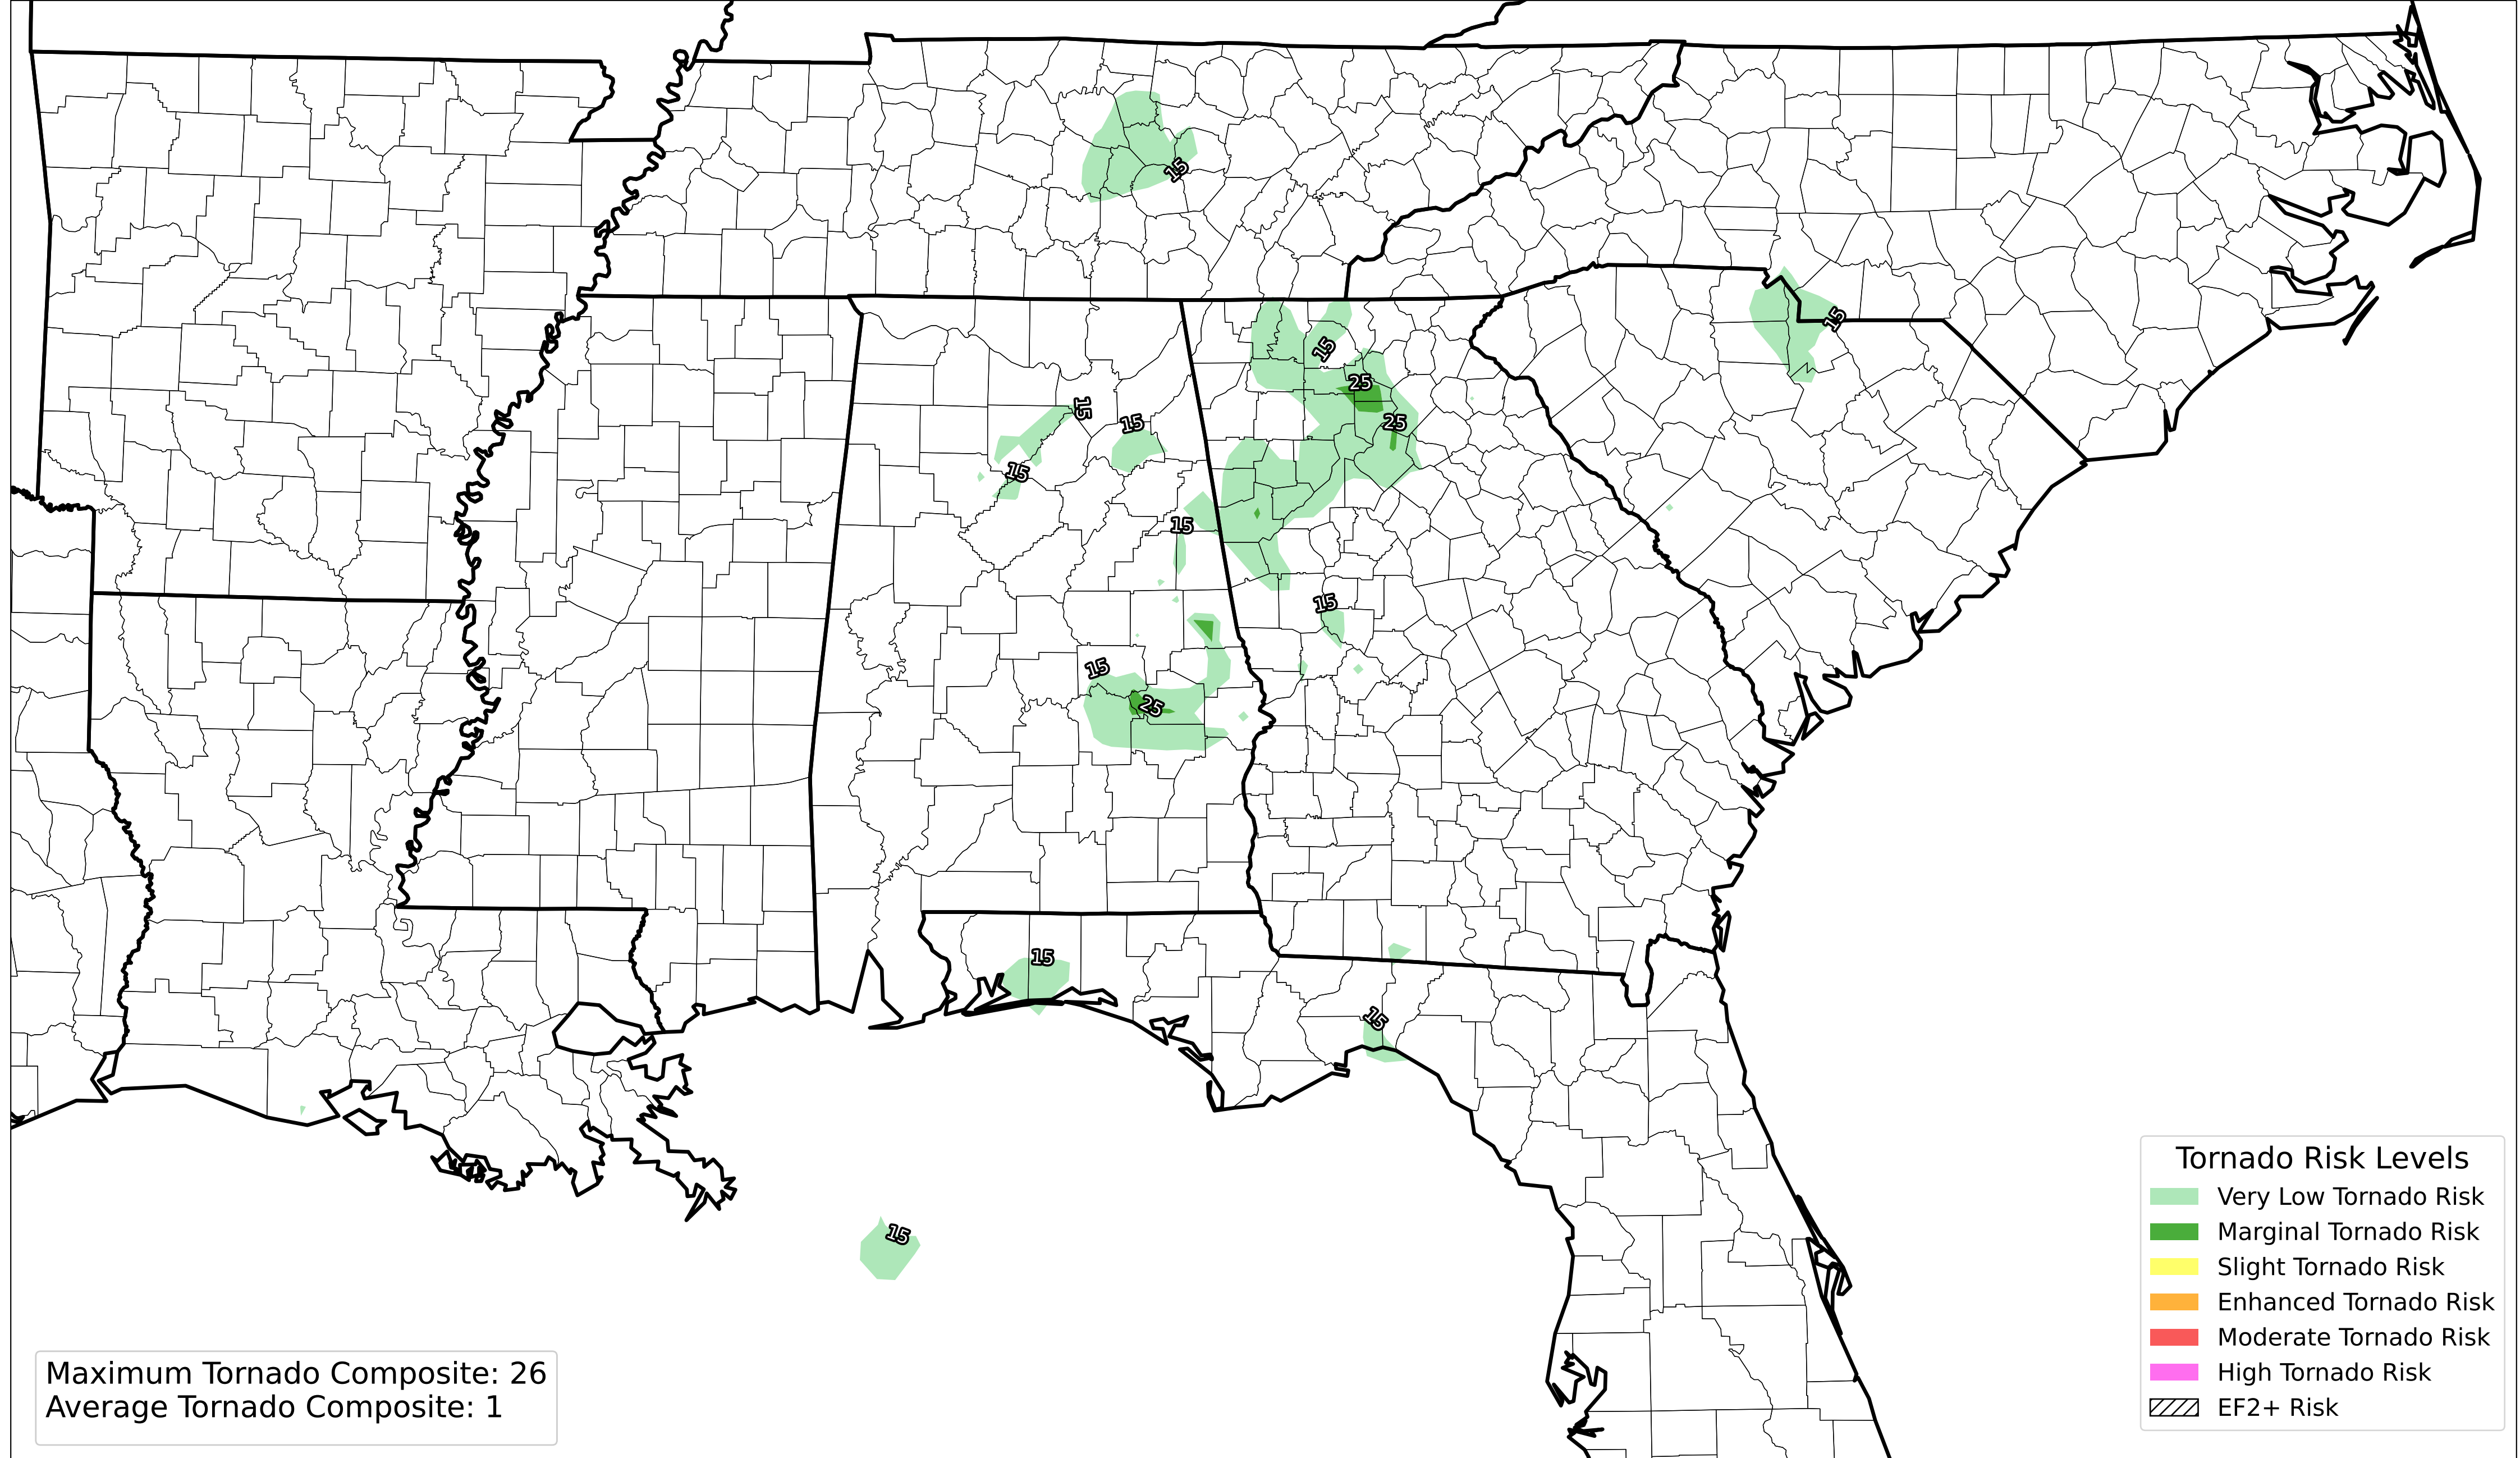 15
15
15
25
15
15
25
15
15
15
15
25
15
15
15
Tornado Risk Levels
Very Low Tornado Risk
Marginal Tornado Risk
Slight Tornado Risk
Enhanced Tornado Risk
Moderate Tornado Risk
High Tornado Risk
EF2+ Risk
Maximum Tornado Composite: 26
Average Tornado Composite: 1